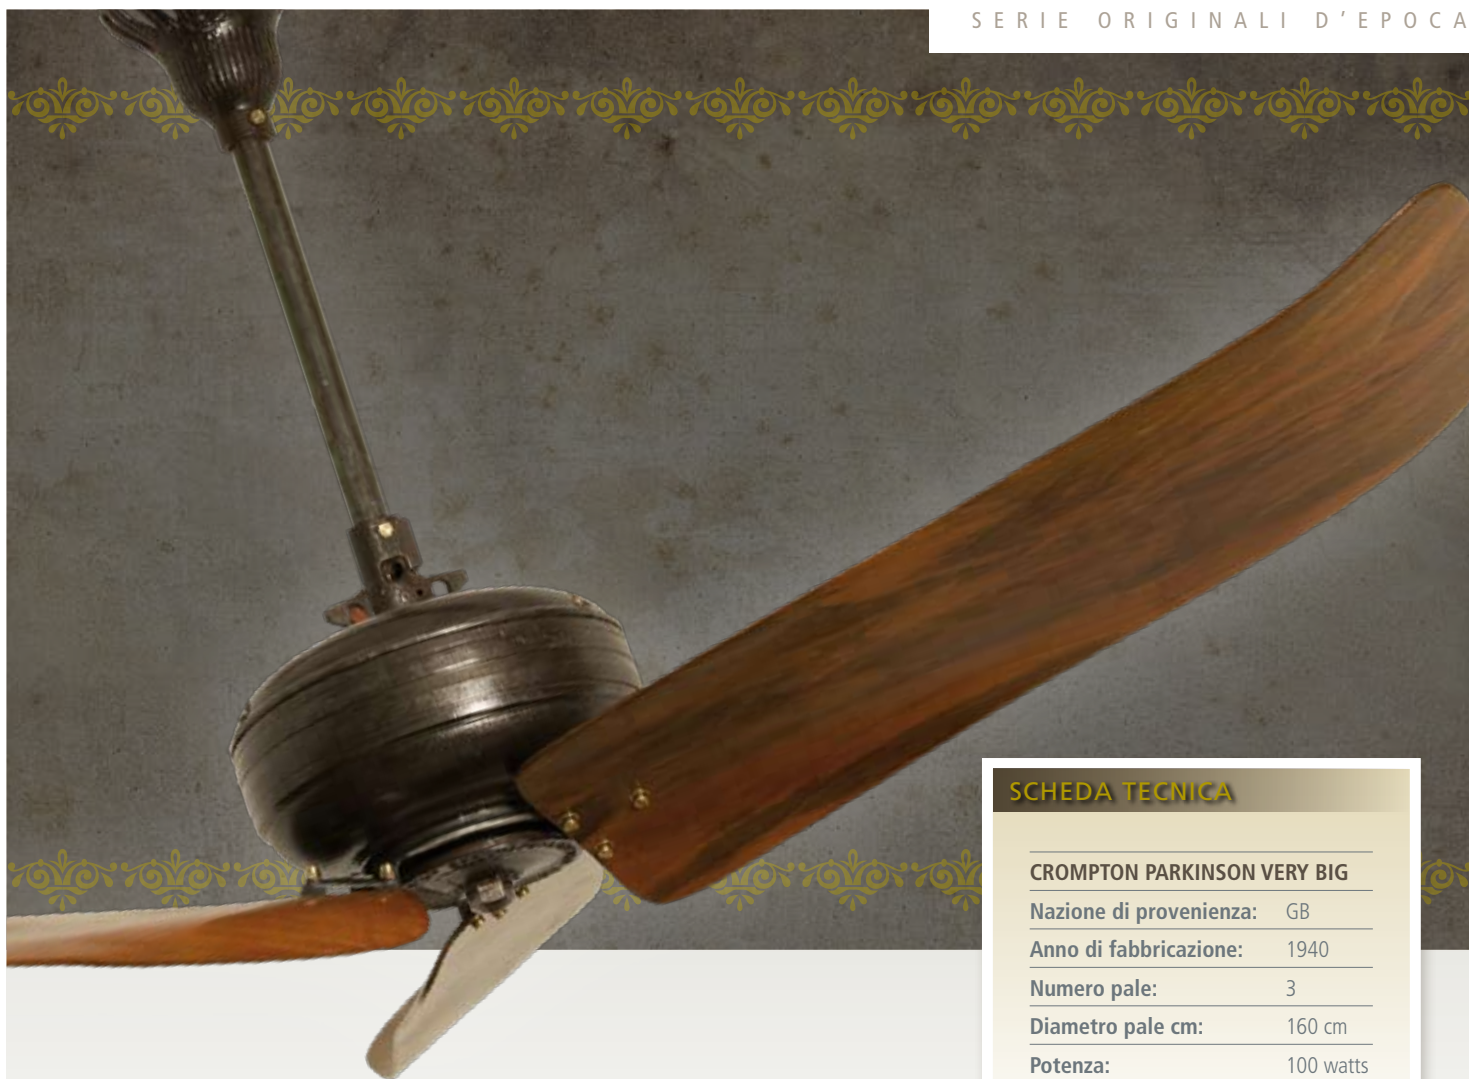 SERIE ORIGINALI D'EPOCA
SCHEDA TECNICA
CROMPTON PARKINSON VERY BIG
Nazione di provenienza: GB
Anno di fabbricazione: 1940
Numero pale: 3
Diametro pale cm: 160 cm
Potenza: 100 watts